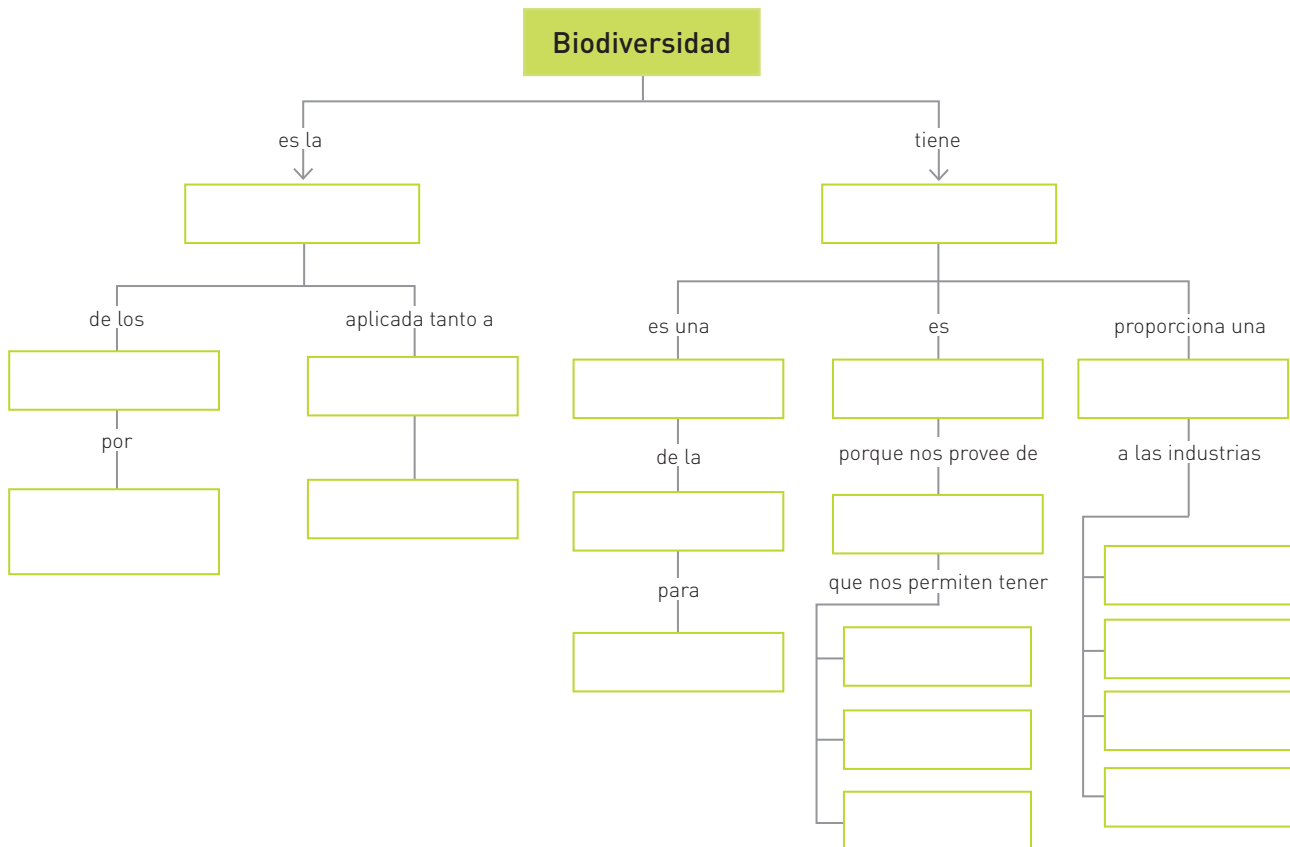 Biodiversidad
es la
tiene
de los
aplicada tanto a
es una
es
proporciona una
por
de la
porque nos provee de
a las industrias
para
que nos permiten tener